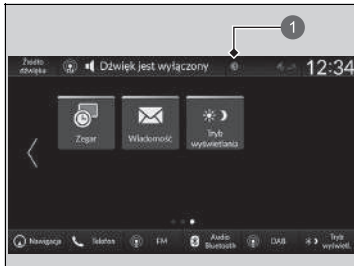 1
Źródło
dźwięku
Dźwięk jest wyłączony
12:34
Zegar
Wiadomość
Tryb
wyświetlania
Nawigacja
Telefon
FM
Audio
Bluetooth
DAB
Tryb
wyświetl.